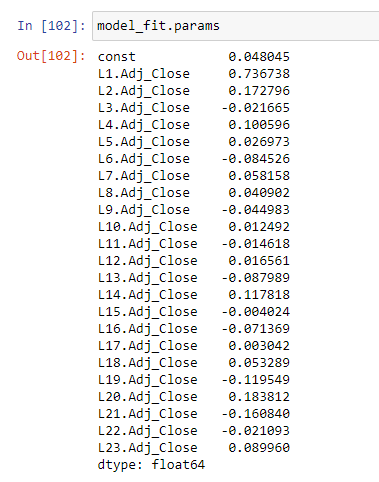 In [102]: model_fit.params
Out[102]: const 0.048045
L1.Adj_Close 0.736738
L2.Adj_Close 0.172796
L3.Adj_Close -0.021665
L4.Adj_Close 0.100596
L5.Adj_Close 0.026973
L6.Adj_Close -0.084526
L7.Adj_Close 0.058158
L8.Adj_Close 0.040902
L9.Adj_Close -0.044983
L10.Adj_Close 0.012492
L11.Adj_Close -0.014618
L12.Adj_Close 0.016561
L13.Adj_Close -0.087989
L14.Adj_Close 0.117818
L15.Adj_Close -0.004024
L16.Adj_Close -0.071369
L17.Adj_Close 0.003042
L18.Adj_Close 0.053289
L19.Adj_Close -0.119549
L20.Adj_Close 0.183812
L21.Adj_Close -0.160840
L22.Adj_Close -0.021093
L23.Adj_Close 0.089960
dtype: float64